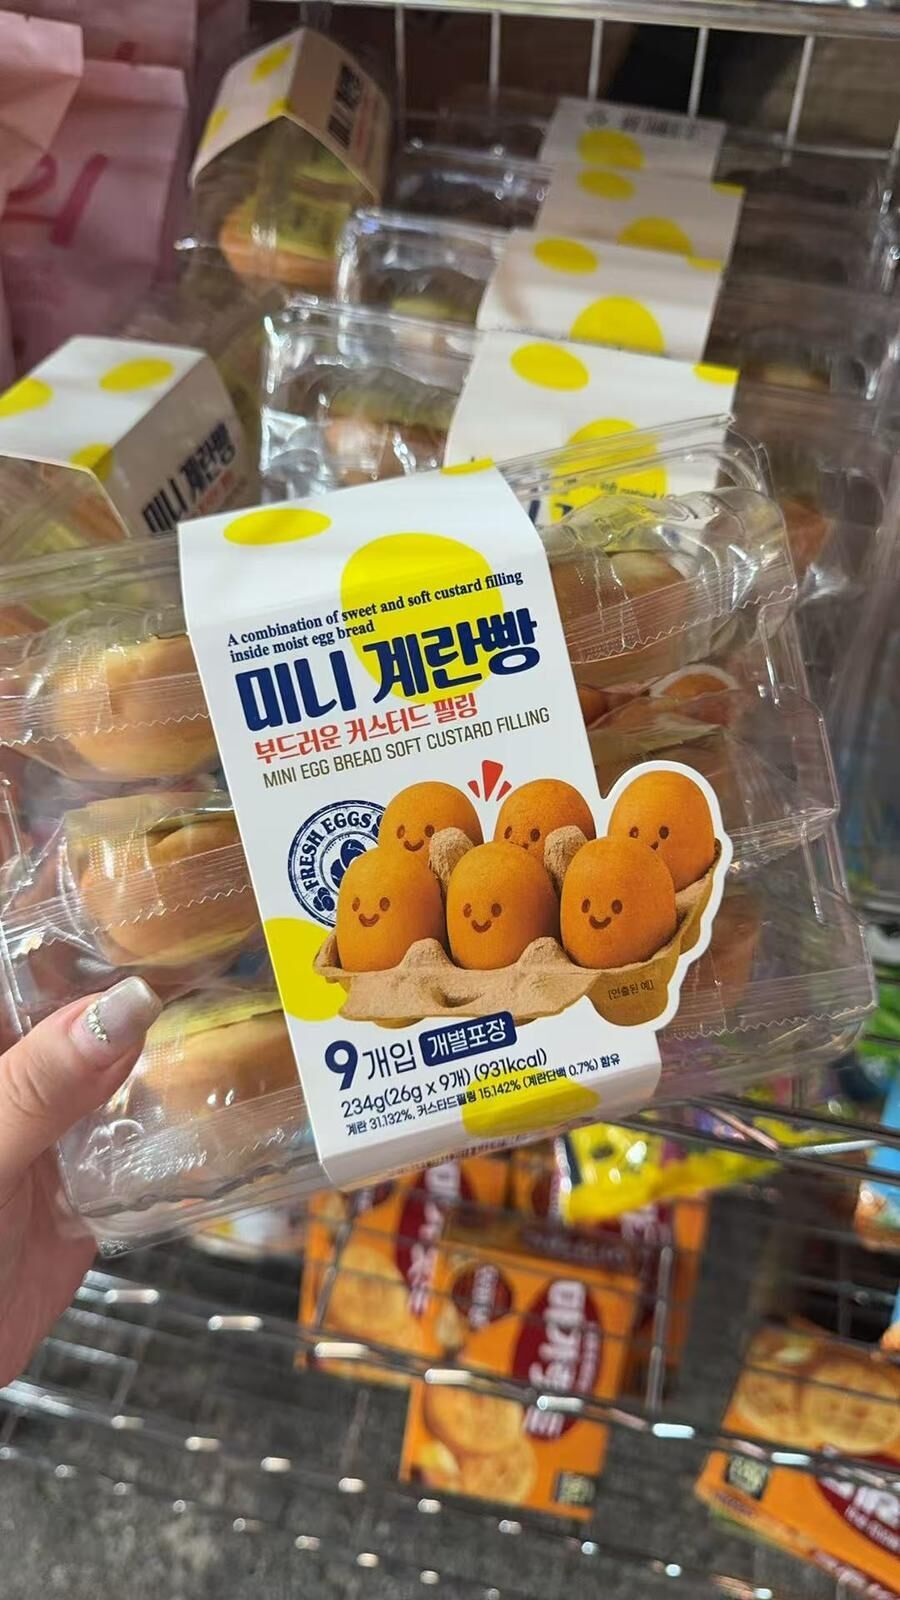 A combination of sweet and soft custard filling
inside moist egg bread
미니 계란빵
부드러운 커스터드 필링
MINI EGG BREAD SOFT CUSTARD FILLING
FRESH EGGS
[연출된 예]
9개입 개별포장
234g(26g x 9개) (931kcal)
계란 31.132%, 커스타드필링 15.142% (계란단백 0.7%) 함유
미니 계란빵